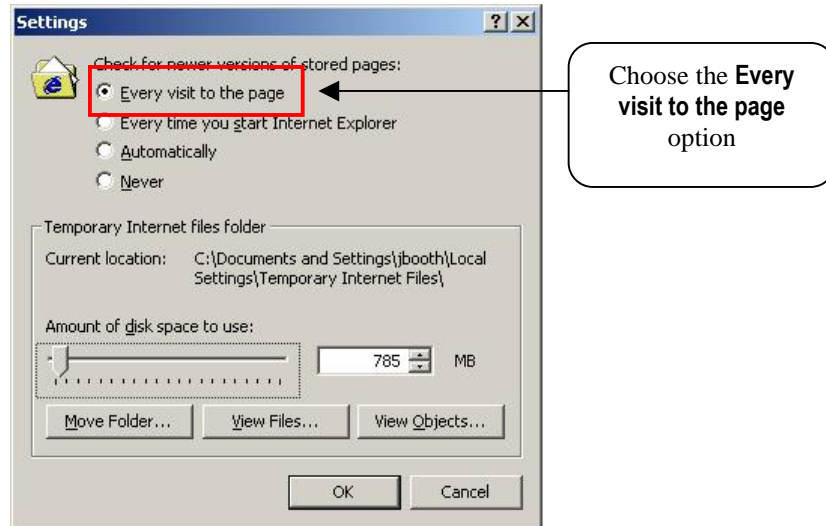 Settings
Check for newer versions of stored pages:
Every visit to the page
Every time you start Internet Explorer
Automatically
Never
Temporary Internet files folder
Current location: C:\Documents and Settings\jbooth\Local
Settings\Temporary Internet Files\
Amount of disk space to use:
785 MB
Move Folder... View Files... View Objects...
OK Cancel
Choose the Every
visit to the page
option